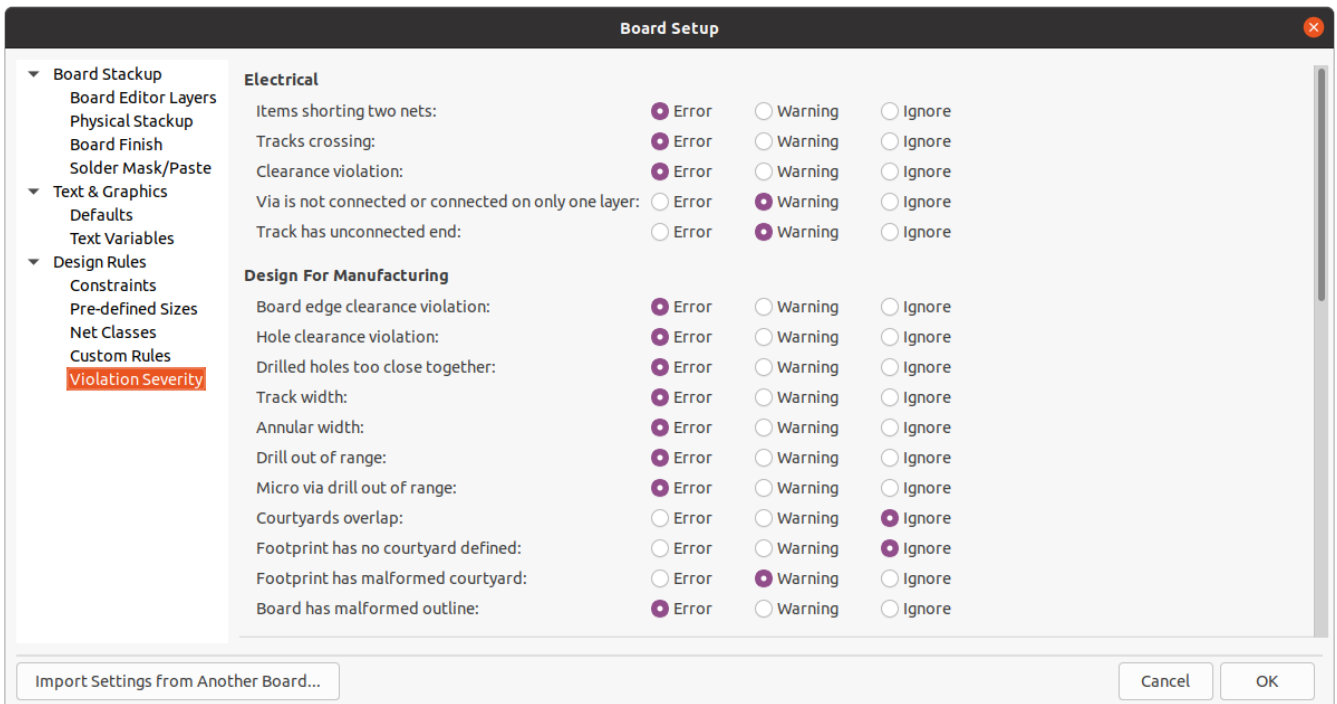 Board Setup
Board Stackup
Board Editor Layers
Physical Stackup
Board Finish
Solder Mask/Paste
Text & Graphics
Defaults
Text Variables
Design Rules
Constraints
Pre-defined Sizes
Net Classes
Custom Rules
Violation Severity
Electrical
Items shorting two nets: Error Warning Ignore
Tracks crossing: Error Warning Ignore
Clearance violation: Error Warning Ignore
Via is not connected or connected on only one layer: Error Warning Ignore
Track has unconnected end: Error Warning Ignore
Design For Manufacturing
Board edge clearance violation: Error Warning Ignore
Hole clearance violation: Error Warning Ignore
Drilled holes too close together: Error Warning Ignore
Track width: Error Warning Ignore
Annular width: Error Warning Ignore
Drill out of range: Error Warning Ignore
Micro via drill out of range: Error Warning Ignore
Courtyards overlap: Error Warning Ignore
Footprint has no courtyard defined: Error Warning Ignore
Footprint has malformed courtyard: Error Warning Ignore
Board has malformed outline: Error Warning Ignore
Import Settings from Another Board... Cancel OK